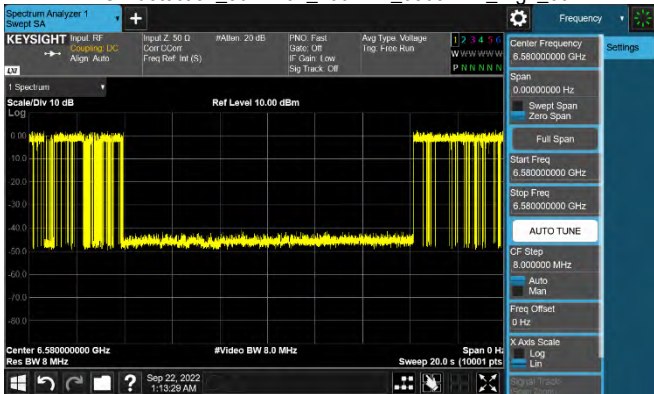 Spectrum Analyzer 1
Swept SA
Frequency
KEYSIGHT
Input: RF
Coupling: DC
Align: Auto
Input Z: 50 Ω
Corr CCorr
Freq Ref: Int (S)
#Atten: 20 dB
PNO: Fast
Gate: Off
IF Gain: Low
Sig Track: Off
Avg Type: Voltage
Trig: Free Run
1 2 3 4 5 6
W W W W W W
P N N N N N
LXI
1 Spectrum
Scale/Div 10 dB
Ref Level 10.00 dBm
Log
0.00
-10.0
-20.0
-30.0
-40.0
-50.0
-60.0
-70.0
-80.0
Center 6.580000000 GHz
#Video BW 8.0 MHz
Span 0 Hz
Res BW 8 MHz
Sweep 20.0 s (10001 pts
Sep 22, 2022
1:13:29 AM
?
Center Frequency
6.580000000 GHz
Settings
Span
0.00000000 Hz
Swept Span
Zero Span
Full Span
Start Freq
6.580000000 GHz
Stop Freq
6.580000000 GHz
AUTO TUNE
CF Step
8.000000 MHz
Auto
Man
Freq Offset
0 Hz
X Axis Scale
Log
Lin
Signal Track